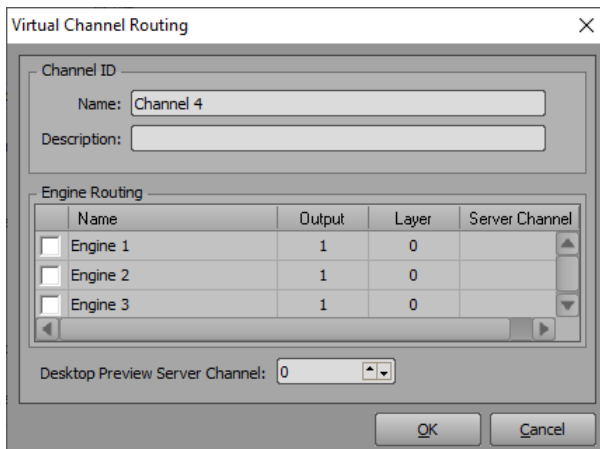 Virtual Channel Routing
Channel ID
Name: Channel 4
Description:
Engine Routing
Name Output Layer Server Channel
Engine 1 1 0
Engine 2 1 0
Engine 3 1 0
Desktop Preview Server Channel: 0
OK Cancel